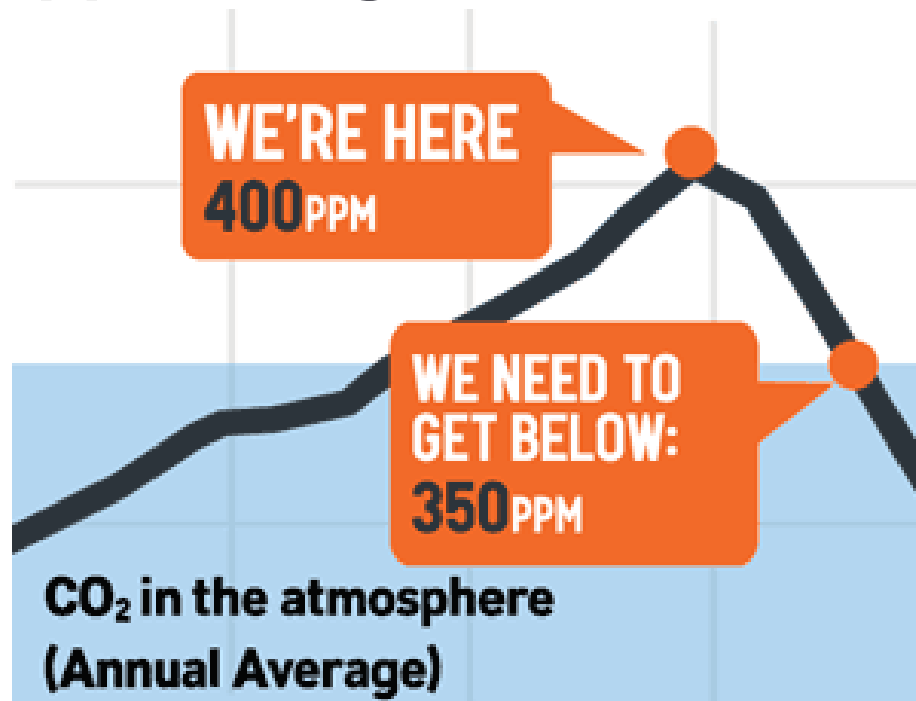 WE'RE HERE
400PPM
WE NEED TO
GET BELOW:
350PPM
CO₂ in the atmosphere
(Annual Average)